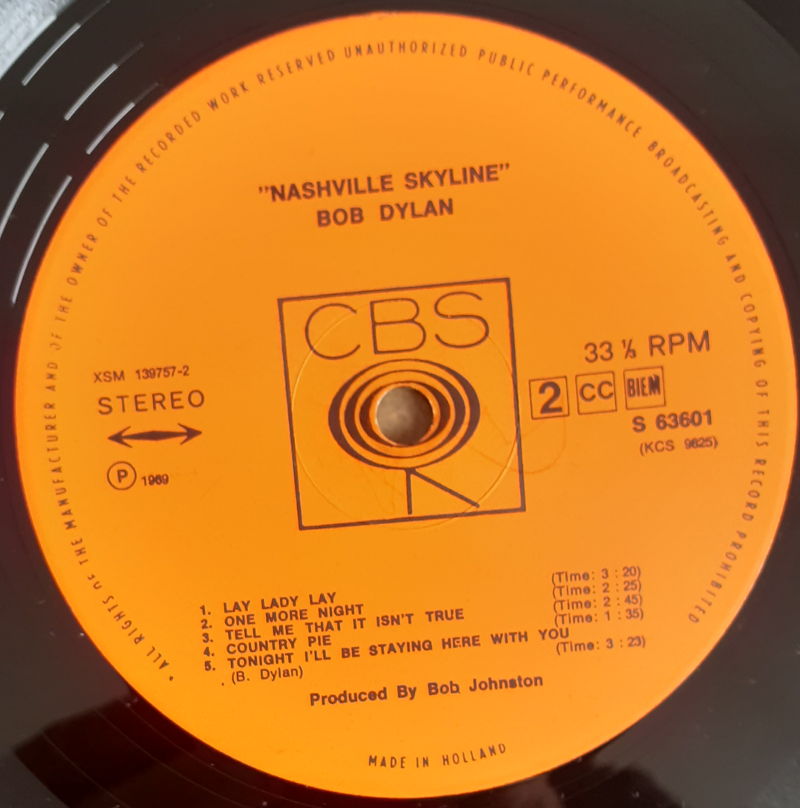 • ALL RIGHTS OF THE MANUFACTURER AND OF THE OWNER OF THE RECORDED WORK RESERVED UNAUTHORIZED PUBLIC PERFORMANCE BROADCASTING AND COPYING OF THIS RECORD PROHIBITED
"NASHVILLE SKYLINE"
BOB DYLAN
CBS
XSM 139757-2
STEREO
P 1969
33 ⅓ RPM
2 CC BIEM
S 63601
(KCS 9825)
1. LAY LADY LAY (Time: 3 : 20)
2. ONE MORE NIGHT (Time: 2 : 25)
3. TELL ME THAT IT ISN'T TRUE (Time: 2 : 45)
4. COUNTRY PIE (Time: 1 : 35)
5. TONIGHT I'LL BE STAYING HERE WITH YOU (Time: 3 : 23)
(B. Dylan)
Produced By Bob Johnston
MADE IN HOLLAND